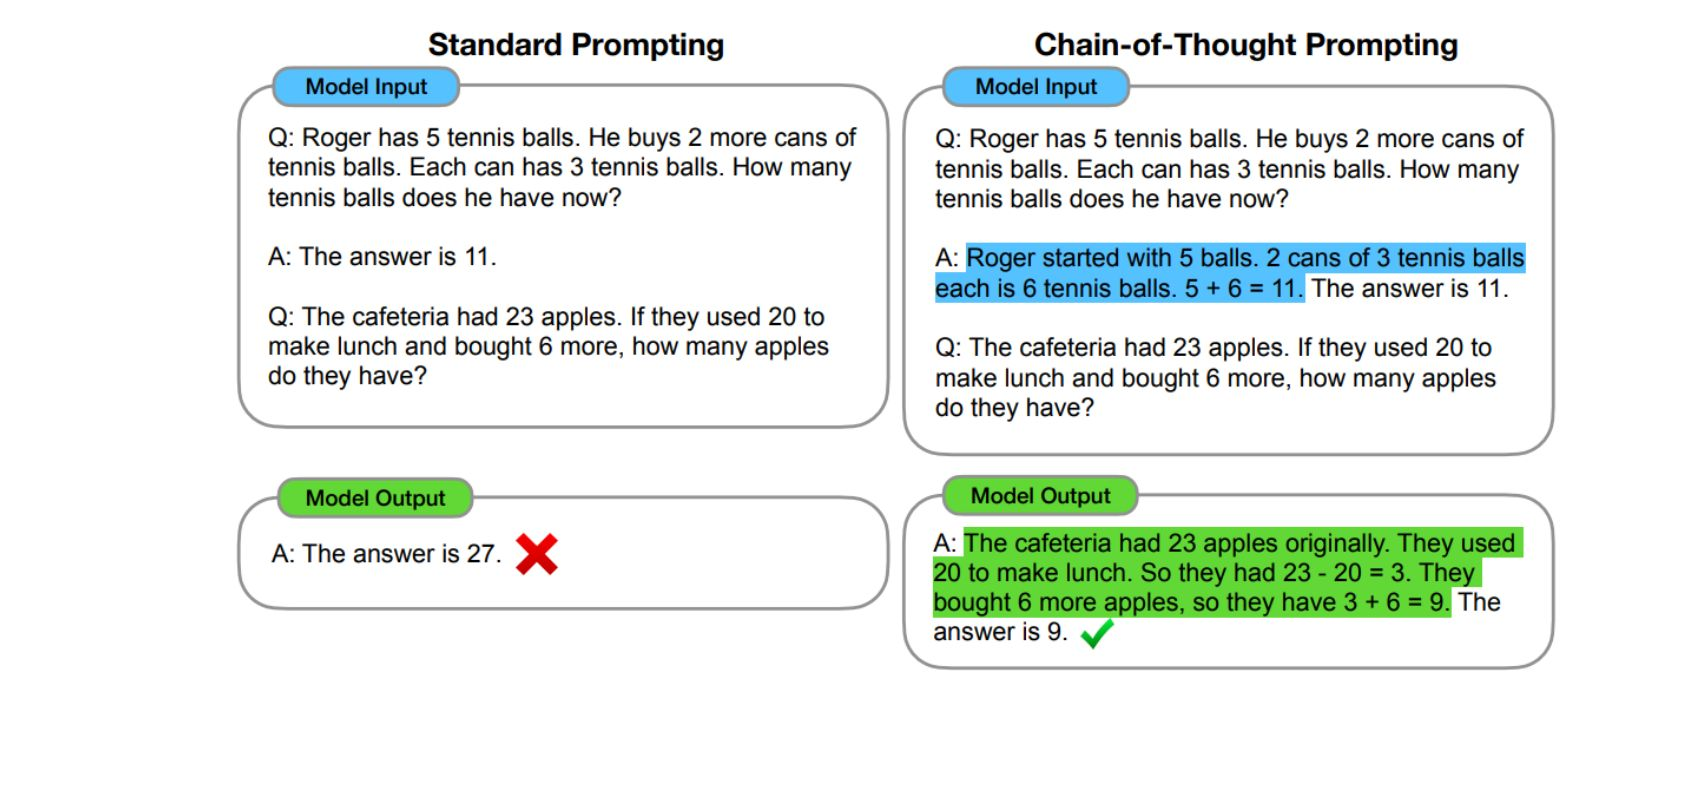 Standard Prompting
Model Input
Q: Roger has 5 tennis balls. He buys 2 more cans of
tennis balls. Each can has 3 tennis balls. How many
tennis balls does he have now?
A: The answer is 11.
Q: The cafeteria had 23 apples. If they used 20 to
make lunch and bought 6 more, how many apples
do they have?
Model Output
A: The answer is 27.
Chain-of-Thought Prompting
Model Input
Q: Roger has 5 tennis balls. He buys 2 more cans of
tennis balls. Each can has 3 tennis balls. How many
tennis balls does he have now?
A: Roger started with 5 balls. 2 cans of 3 tennis balls
each is 6 tennis balls. 5 + 6 = 11. The answer is 11.
Q: The cafeteria had 23 apples. If they used 20 to
make lunch and bought 6 more, how many apples
do they have?
Model Output
A: The cafeteria had 23 apples originally. They used
20 to make lunch. So they had 23 - 20 = 3. They
bought 6 more apples, so they have 3 + 6 = 9. The
answer is 9.